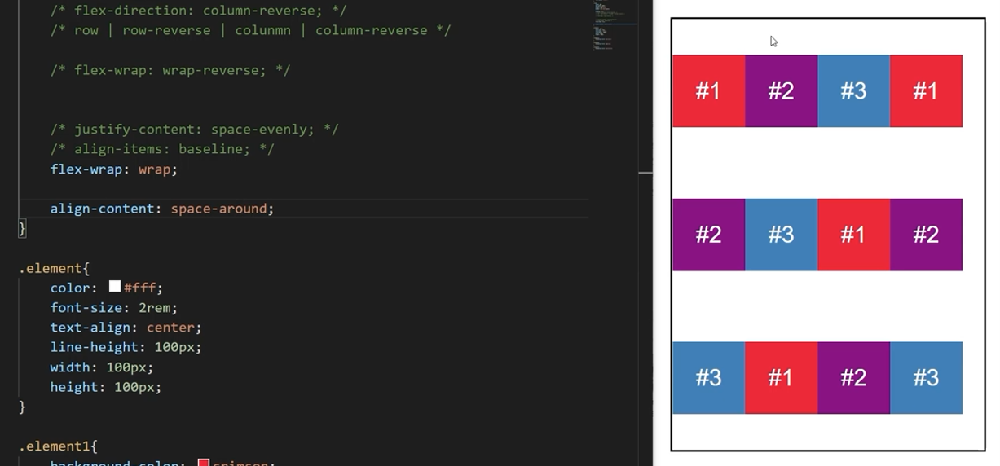 /* flex-direction: column-reverse; */
/* row | row-reverse | colunmn | column-reverse */
/* flex-wrap: wrap-reverse; */
/* justify-content: space-evenly; */
/* align-items: baseline; */
flex-wrap: wrap;
align-content: space-around;
}
.element{
color: #fff;
font-size: 2rem;
text-align: center;
line-height: 100px;
width: 100px;
height: 100px;
}
.element1{
background-color: crimson;
#1 #2 #3 #1
#2 #3 #1 #2
#3 #1 #2 #3